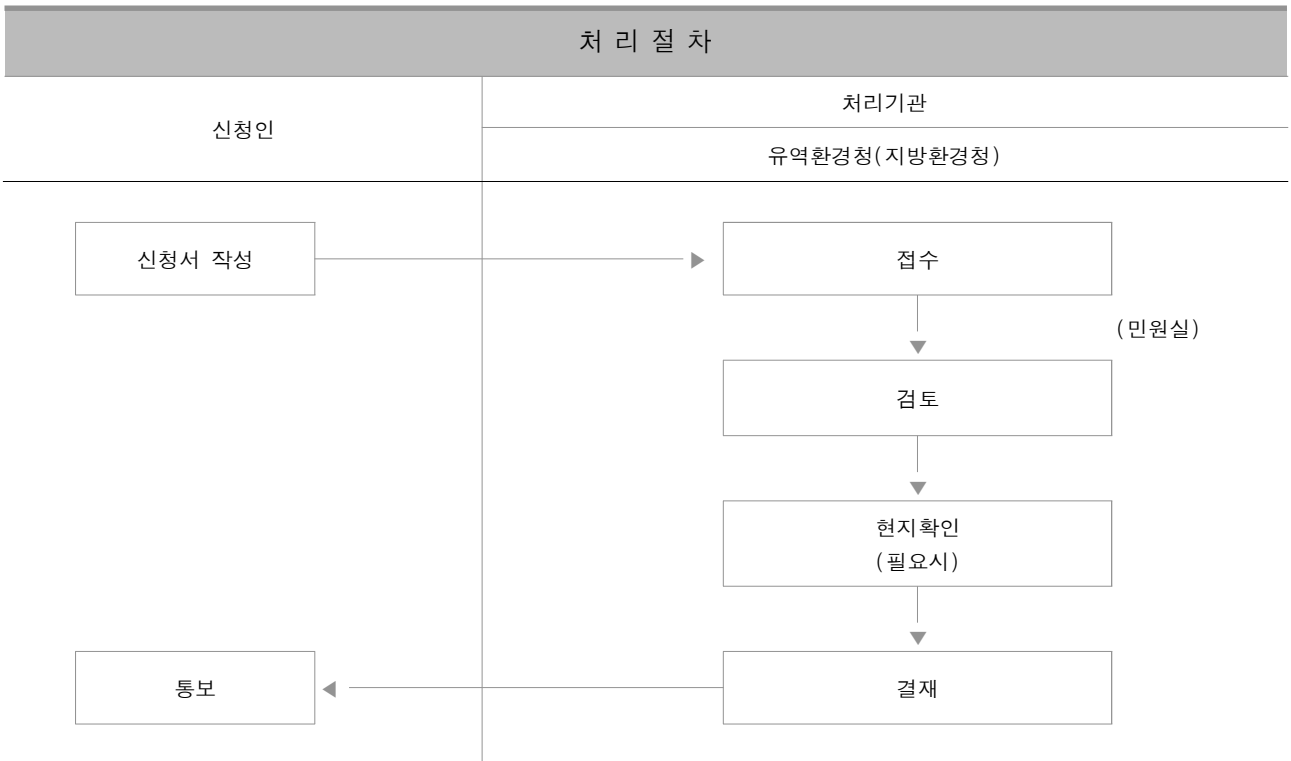 처 리 절 차
신청인
처리기관
유역환경청(지방환경청)
신청서 작성
접수
(민원실)
검토
현지확인
(필요시)
통보
결재